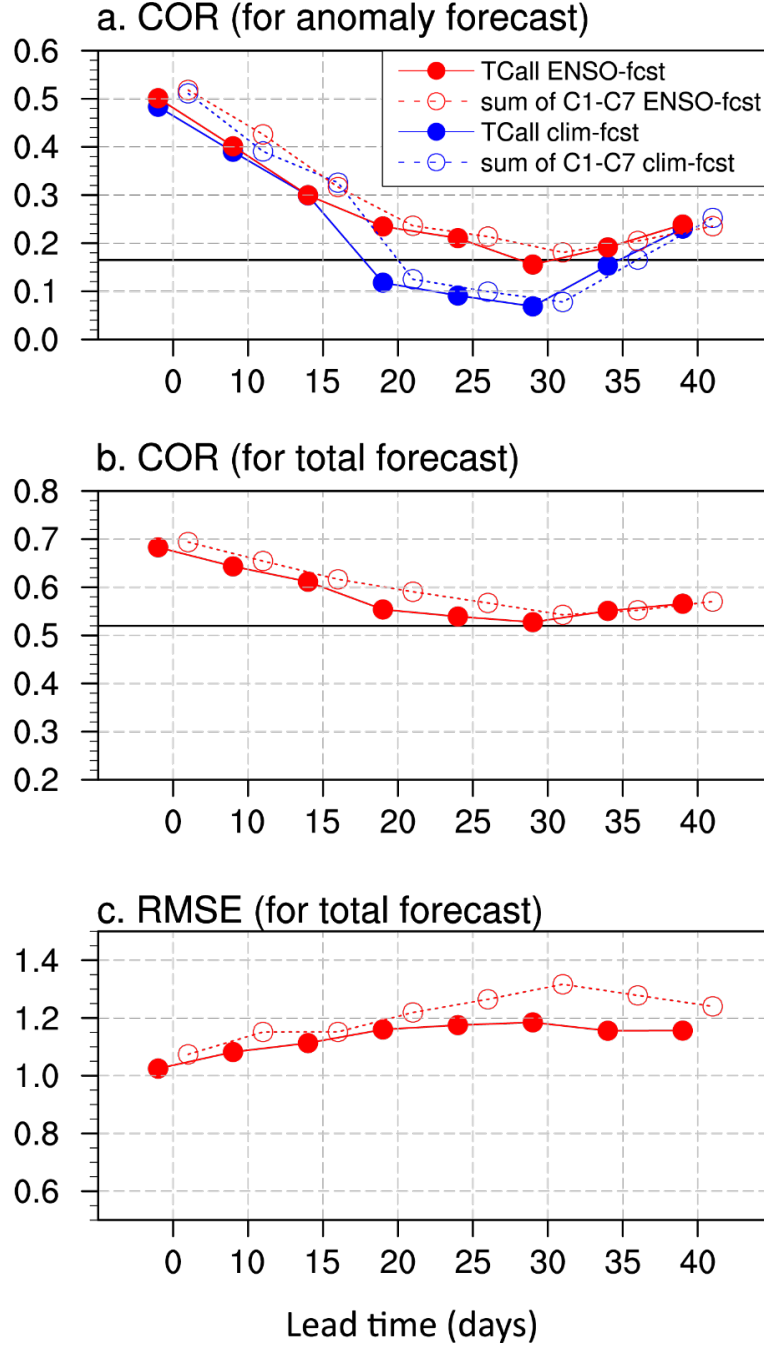 a. COR (for anomaly forecast)
0.6
0.5
0.4
0.3
0.2
0.1
0.0
TCall ENSO-fcst
sum of C1-C7 ENSO-fcst
TCall clim-fcst
sum of C1-C7 clim-fcst
0 10 15 20 25 30 35 40
b. COR (for total forecast)
0.8
0.7
0.6
0.5
0.4
0.3
0.2
0 10 15 20 25 30 35 40
c. RMSE (for total forecast)
1.4
1.2
1.0
0.8
0.6
0 10 15 20 25 30 35 40
Lead time (days)